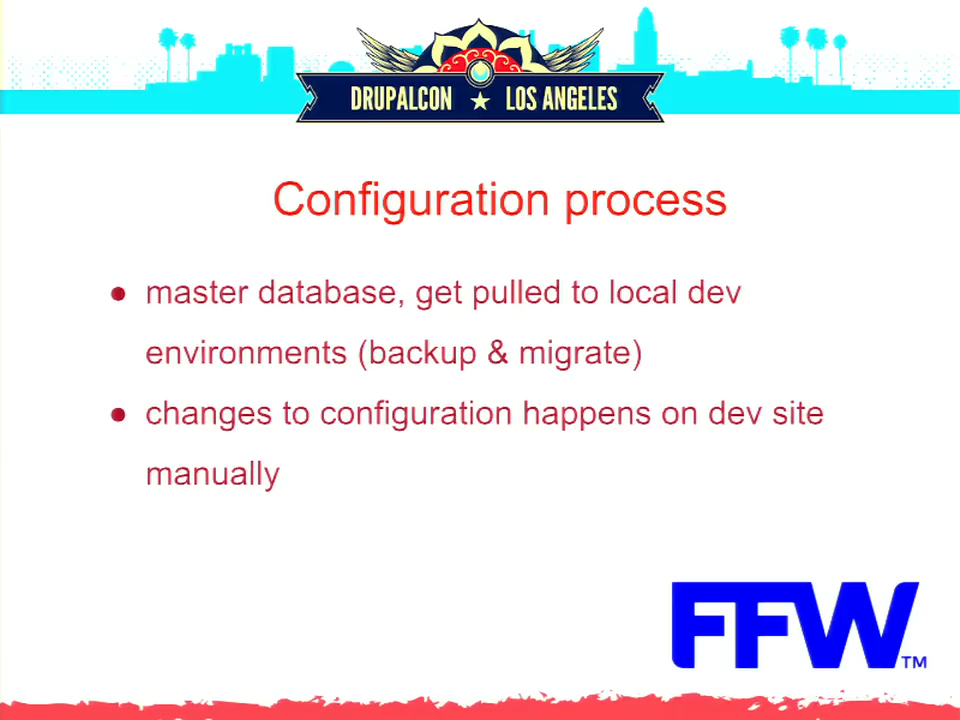 DRUPALCON ★ LOS ANGELES
Configuration process
● master database, get pulled to local dev
environments (backup & migrate)
● changes to configuration happens on dev site
manually
FFW™